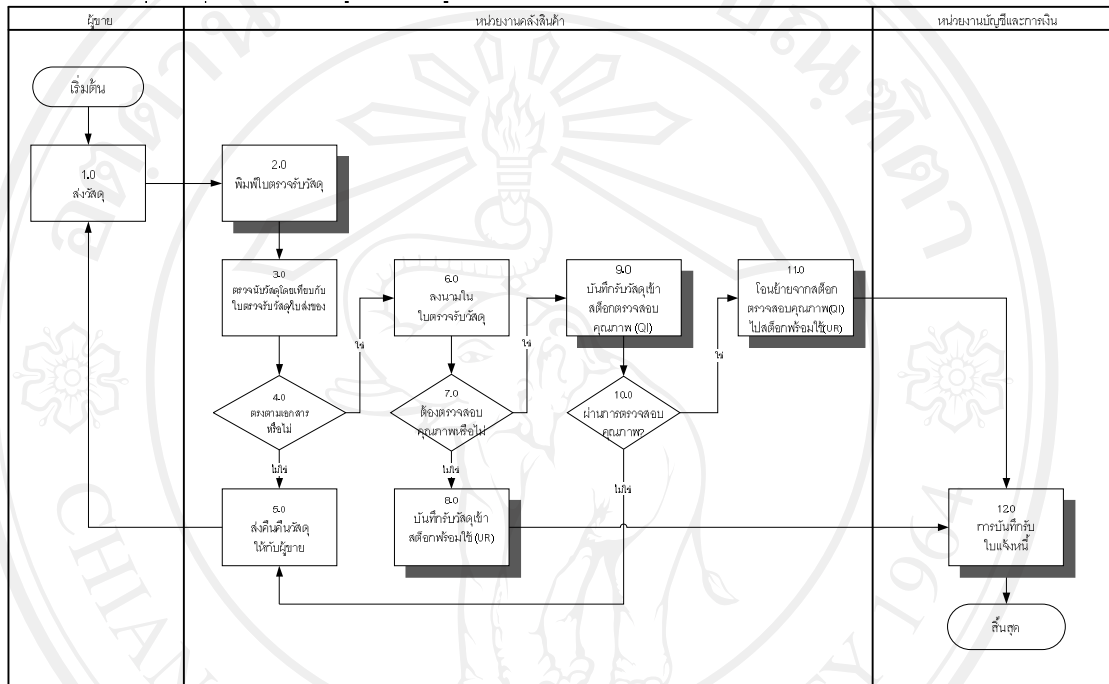 ผู้ขาย
หน่วยงานคลังสินค้า
หน่วยงานบัญชีและการเงิน
เริ่มต้น
1.0
ส่งวัสดุ
2.0
พิมพ์ใบตรวจรับวัสดุ
3.0
ตรวจนับวัสดุโดยเทียบกับ
ใบตรวจรับวัสดุใบส่งของ
4.0
ตรงตามเอกสาร
หรือไม่
ใช่
ไม่ใช่
5.0
ส่งคืนคืนวัสดุ
ให้กับผู้ขาย
6.0
ลงนามใน
ใบตรวจรับวัสดุ
7.0
ต้องตรวจสอบ
คุณภาพหรือไม่
ใช่
ไม่ใช่
8.0
บันทึกรับวัสดุเข้า
สต็อกพร้อมใช้ (UR)
9.0
บันทึกรับวัสดุเข้า
สต็อกตรวจสอบ
คุณภาพ (QI)
10.0
ผ่านการตรวจสอบ
คุณภาพ?
ใช่
ไม่ใช่
11.0
โอนย้ายจากสต็อก
ตรวจสอบคุณภาพ(QI)
ไปสต็อกพร้อมใช้(UR)
12.0
การบันทึกรับ
ใบแจ้งหนี้
สิ้นสุด
1964